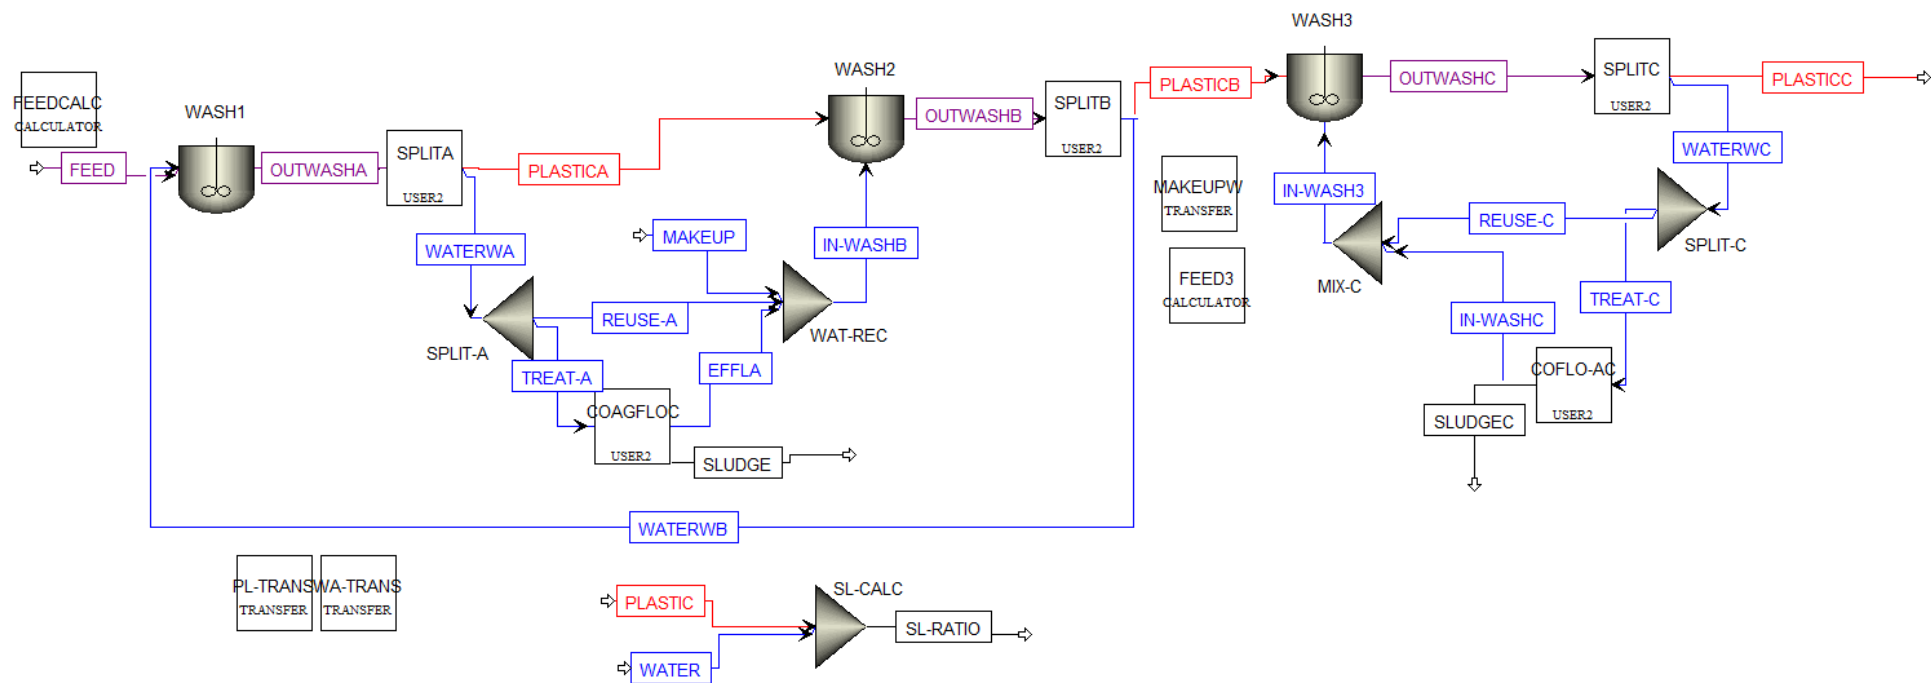 WASH3
WASH2
WASH1
FEEDCALC
CALCULATOR
FEED
OUTWASHA
SPLITA
USER2
PLASTICA
OUTWASHB
SPLITB
USER2
PLASTICB
OUTWASHC
SPLITC
USER2
PLASTICC
WATERWC
MAKEUPW
TRANSFER
IN-WASH3
REUSE-C
SPLIT-C
WATERWA
MAKEUP
IN-WASHB
FEED3
CALCULATOR
MIX-C
TREAT-C
REUSE-A
WAT-REC
IN-WASHC
SPLIT-A
TREAT-A
EFFLA
COFLO-AC
USER2
COAGFLOC
USER2
SLUDGE
SLUDGEC
WATERWB
PL-TRANS
TRANSFER
WA-TRANS
TRANSFER
SL-CALC
PLASTIC
SL-RATIO
WATER